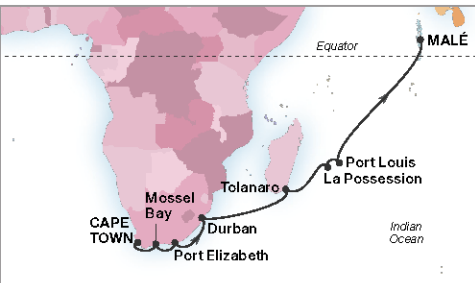 MALÉ
Equator
Port Louis
La Possession
Tolanaro
Mossel
Bay
CAPE
TOWN
Durban
Indian
Ocean
Port Elizabeth